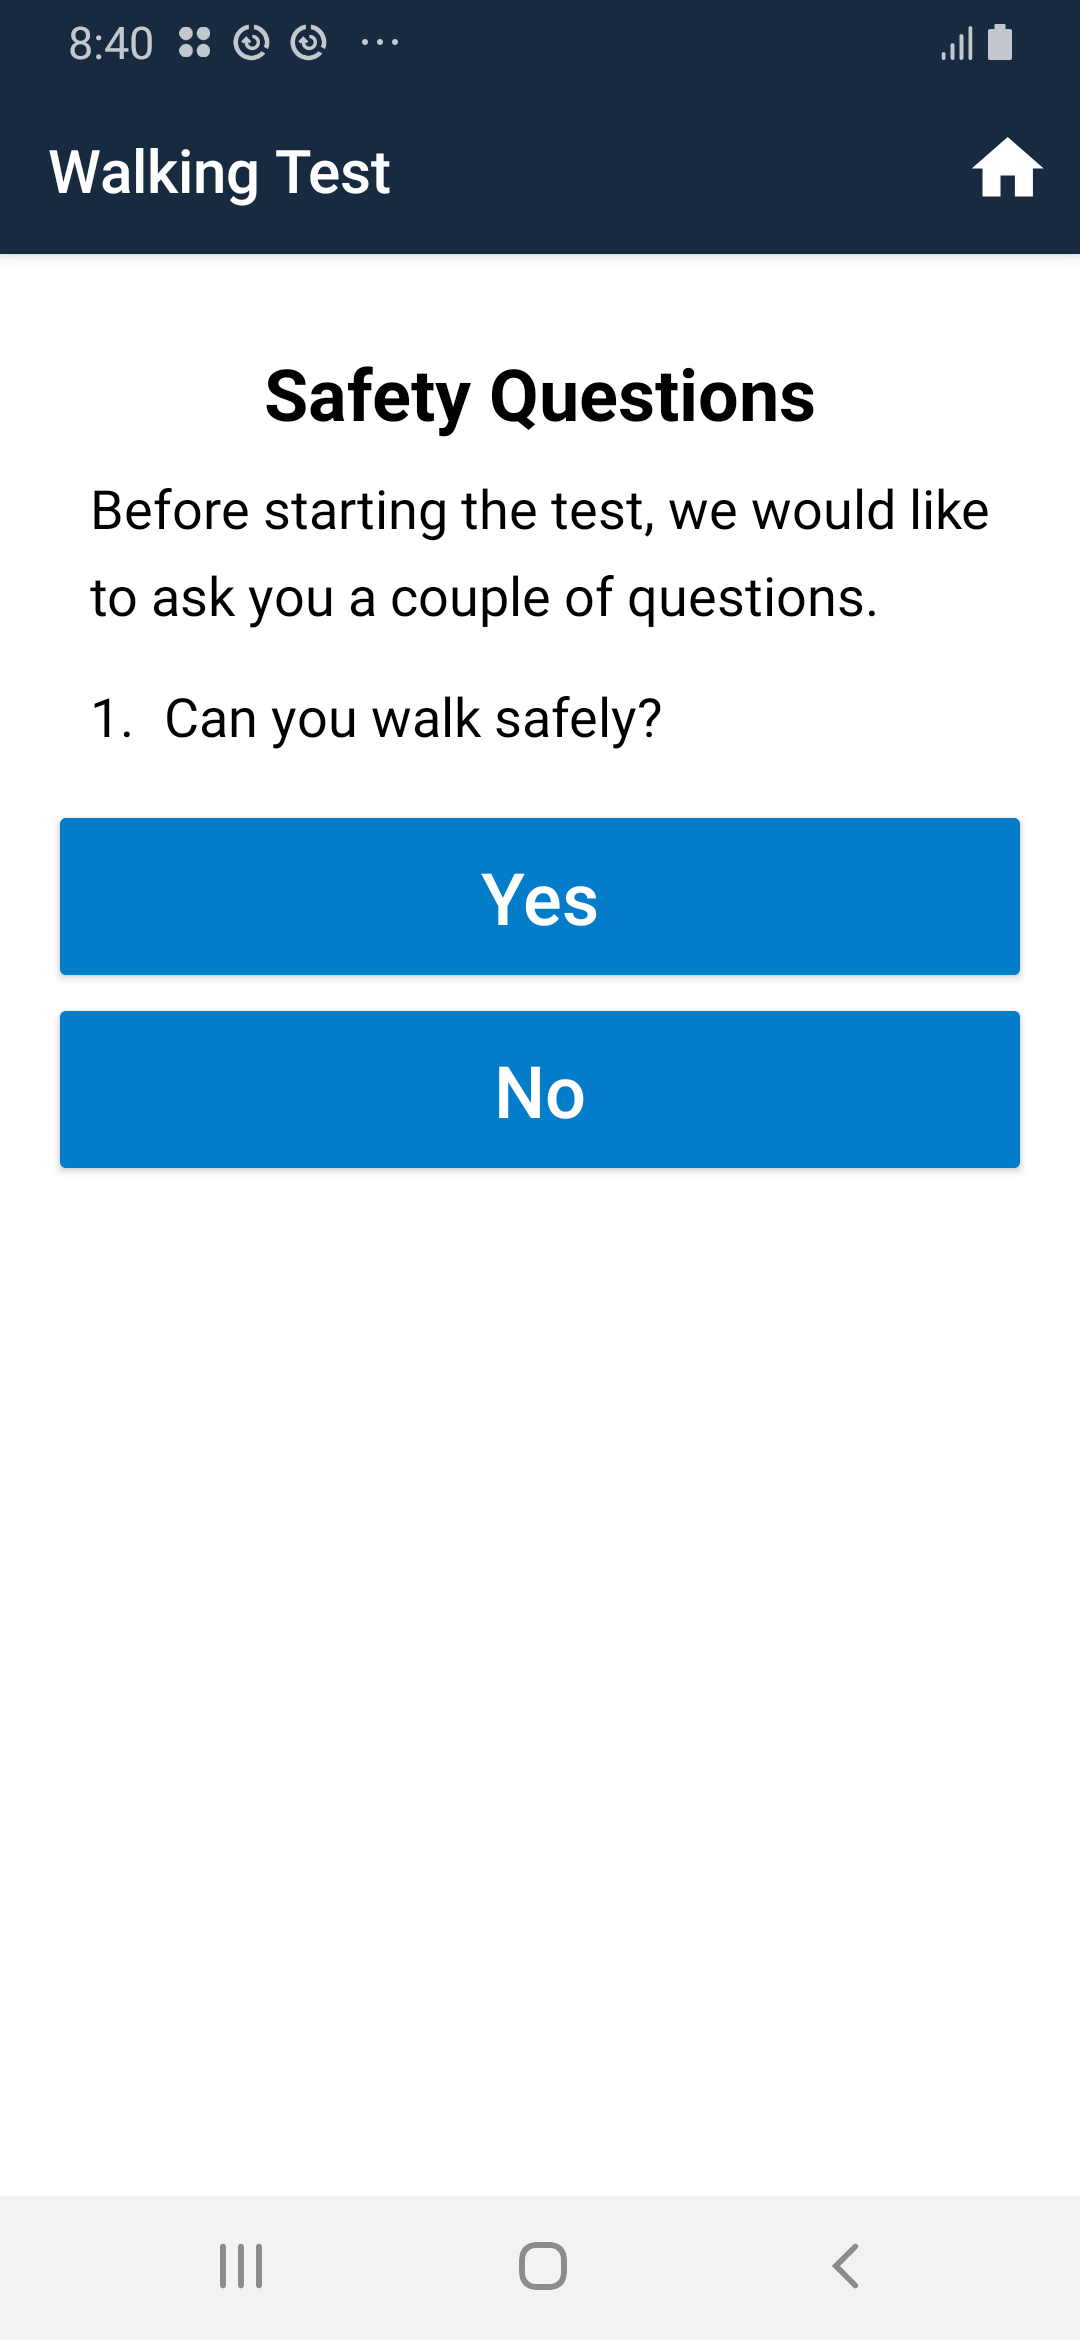 8:40
Walking Test
Safety Questions
Before starting the test, we would like
to ask you a couple of questions.
1. Can you walk safely?
Yes
No